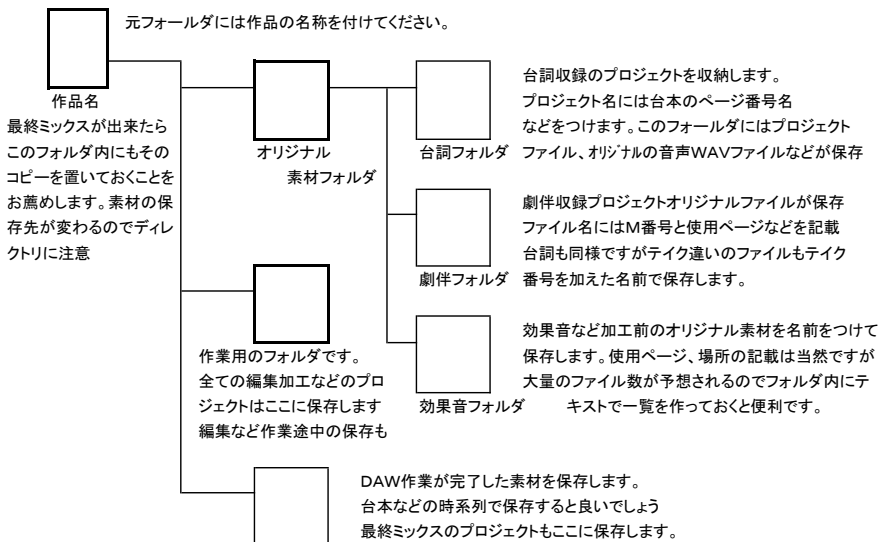 元フォールダには作品の名称を付けてください。
作品名
最終ミックスが出来たら
このフォルダ内にもその
コピーを置いておくことを
お薦めします。素材の保
存先が変わるのでディレ
クトリに注意
オリジナル
素材フォルダ
台詞フォルダ
台詞収録のプロジェクトを収納します。
プロジェクト名には台本のページ番号名
などをつけます。このフォールダにはプロジェクト
ファイル、オリジナルの音声WAVファイルなどが保存
劇伴フォルダ
劇伴収録プロジェクトオリジナルファイルが保存
ファイル名にはM番号と使用ページなどを記載
台詞も同様ですがテイク違いのファイルもテイク
番号を加えた名前で保存します。
効果音フォルダ
効果音など加工前のオリジナル素材を名前をつけて
保存します。使用ページ、場所の記載は当然ですが
大量のファイル数が予想されるのでフォルダ内にテ
キストで一覧を作っておくと便利です。
作業用のフォルダです。
全ての編集加工などのプロ
ジェクトはここに保存します
編集など作業途中の保存も
DAW作業が完了した素材を保存します。
台本などの時系列で保存すると良いでしょう
最終ミックスのプロジェクトもここに保存します。